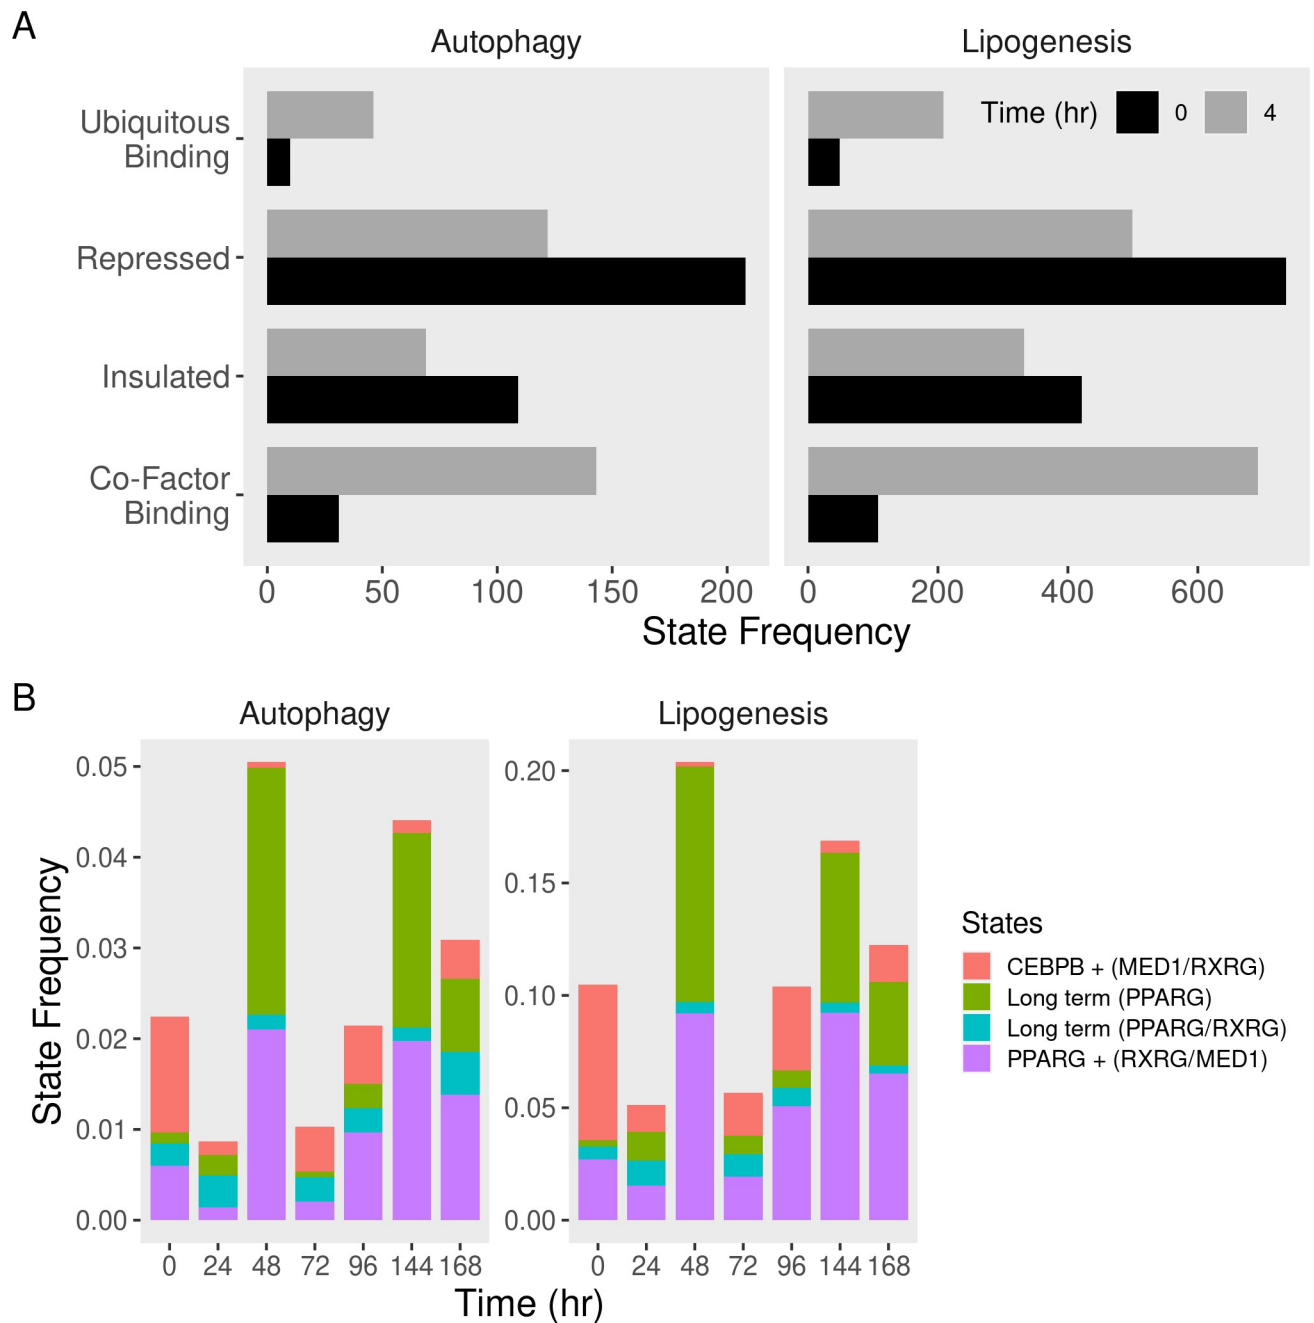 A
Autophagy
Lipogenesis
Time (hr) 0 4
Ubiquitous
Binding
Repressed
Insulated
Co-Factor
Binding
0 50 100 150 200
0 200 400 600
State Frequency
B
Autophagy
Lipogenesis
State Frequency
0.05
0.04
0.03
0.02
0.01
0.00
0.20
0.15
0.10
0.05
0.00
0 24 48 72 96 144 168
0 24 48 72 96 144 168
Time (hr)
States
CEBPB + (MED1/RXRG)
Long term (PPARG)
Long term (PPARG/RXRG)
PPARG + (RXRG/MED1)